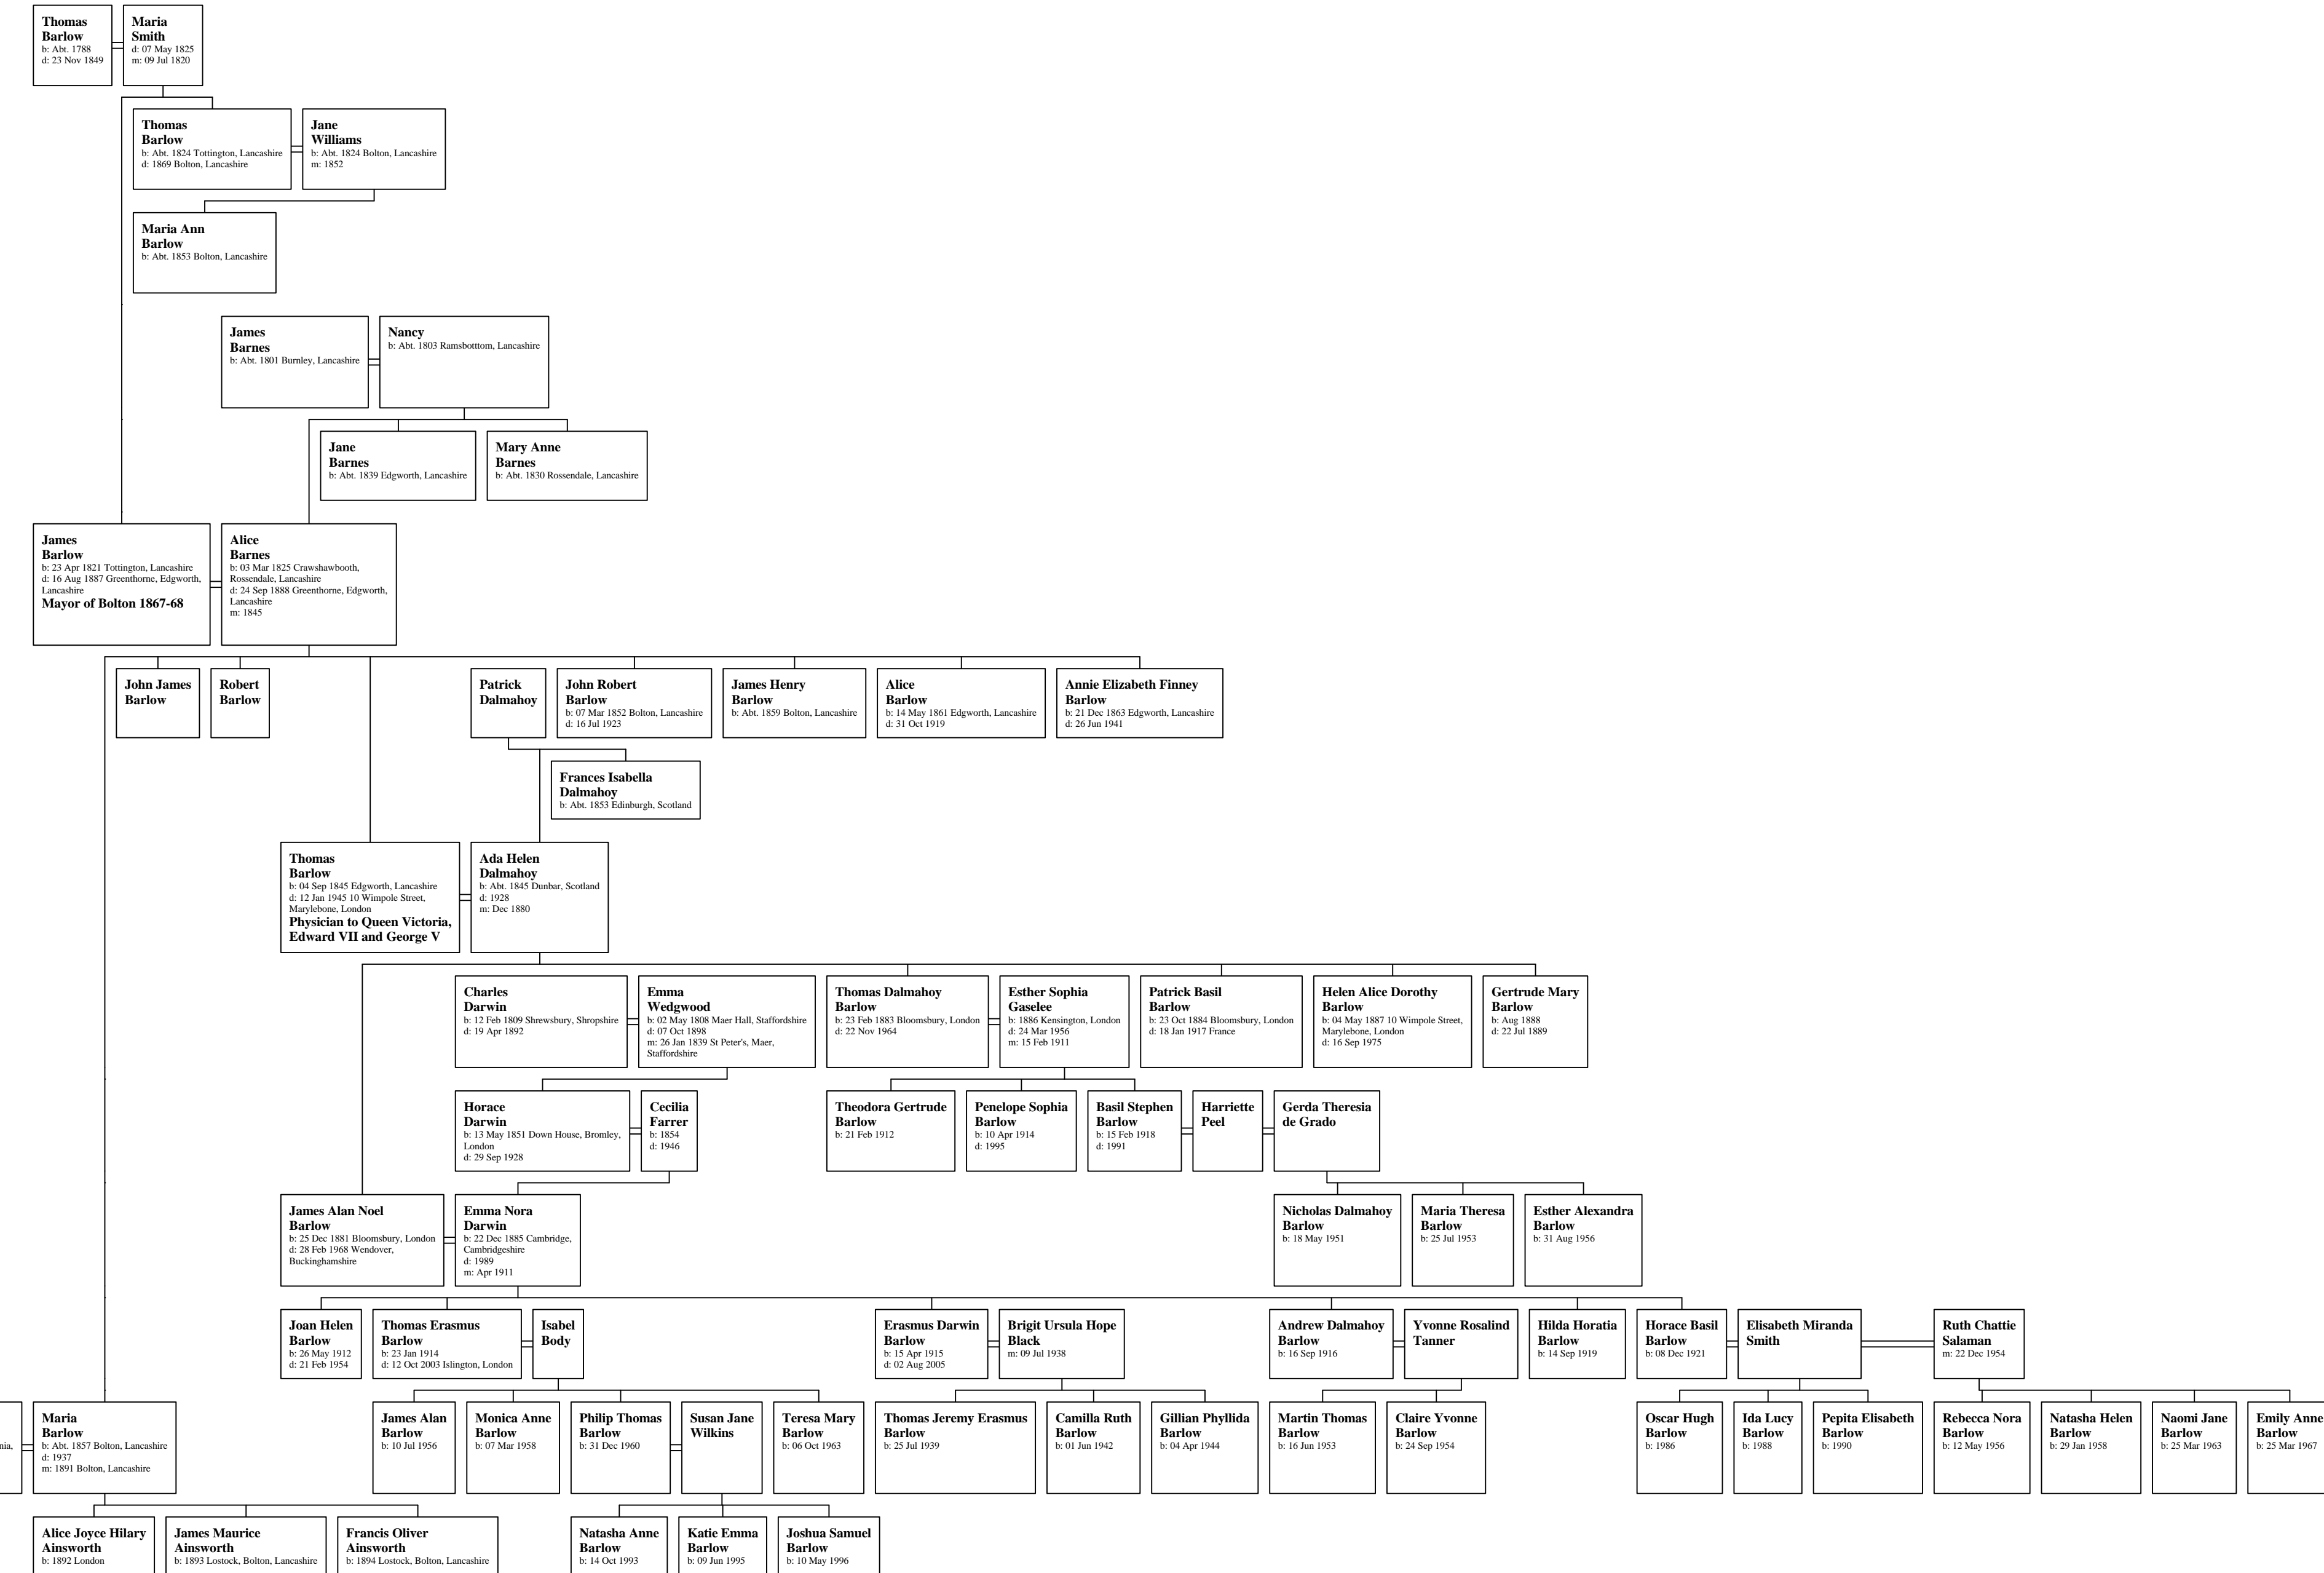 Thomas
Barlow
b: Abt. 1788
d: 23 Nov 1849
Maria
Smith
d: 07 May 1825
m: 09 Jul 1820
Thomas
Barlow
b: Abt. 1824 Tottington, Lancashire
d: 1869 Bolton, Lancashire
Jane
Williams
b: Abt. 1824 Bolton, Lancashire
m: 1852
Maria Ann
Barlow
b: Abt. 1853 Bolton, Lancashire
James
Barnes
b: Abt. 1801 Burnley, Lancashire
Nancy
b: Abt. 1803 Ramsbotttom, Lancashire
Jane
Barnes
b: Abt. 1839 Edgworth, Lancashire
Mary Anne
Barnes
b: Abt. 1830 Rossendale, Lancashire
James
Barlow
b: 23 Apr 1821 Tottington, Lancashire
d: 16 Aug 1887 Greenthorne, Edgworth,
Lancashire
Mayor of Bolton 1867-68
Alice
Barnes
b: 03 Mar 1825 Crawshawbooth,
Rossendale, Lancashire
d: 24 Sep 1888 Greenthorne, Edgworth,
Lancashire
m: 1845
John James
Barlow
Robert
Barlow
Patrick
Dalmahoy
John Robert
Barlow
b: 07 Mar 1852 Bolton, Lancashire
d: 16 Jul 1923
James Henry
Barlow
b: Abt. 1859 Bolton, Lancashire
Alice
Barlow
b: 14 May 1861 Edgworth, Lancashire
d: 31 Oct 1919
Annie Elizabeth Finney
Barlow
b: 21 Dec 1863 Edgworth, Lancashire
d: 26 Jun 1941
Frances Isabella
Dalmahoy
b: Abt. 1853 Edinburgh, Scotland
Thomas
Barlow
b: 04 Sep 1845 Edgworth, Lancashire
d: 12 Jan 1945 10 Wimpole Street,
Marylebone, London
Physician to Queen Victoria,
Edward VII and George V
Ada Helen
Dalmahoy
b: Abt. 1845 Dunbar, Scotland
d: 1928
m: Dec 1880
Charles
Darwin
b: 12 Feb 1809 Shrewsbury, Shropshire
d: 19 Apr 1892
Emma
Wedgwood
b: 02 May 1808 Maer Hall, Staffordshire
d: 07 Oct 1898
m: 26 Jan 1839 St Peter's, Maer,
Staffordshire
Thomas Dalmahoy
Barlow
b: 23 Feb 1883 Bloomsbury, London
d: 22 Nov 1964
Esther Sophia
Gaselee
b: 1886 Kensington, London
d: 24 Mar 1956
m: 15 Feb 1911
Patrick Basil
Barlow
b: 23 Oct 1884 Bloomsbury, London
d: 18 Jan 1917 France
Helen Alice Dorothy
Barlow
b: 04 May 1887 10 Wimpole Street,
Marylebone, London
d: 16 Sep 1975
Gertrude Mary
Barlow
b: Aug 1888
d: 22 Jul 1889
Horace
Darwin
b: 13 May 1851 Down House, Bromley,
London
d: 29 Sep 1928
Cecilia
Farrer
b: 1854
d: 1946
Theodora Gertrude
Barlow
b: 21 Feb 1912
Penelope Sophia
Barlow
b: 10 Apr 1914
d: 1995
Basil Stephen
Barlow
b: 15 Feb 1918
d: 1991
Harriette
Peel
Gerda Theresia
de Grado
James Alan Noel
Barlow
b: 25 Dec 1881 Bloomsbury, London
d: 28 Feb 1968 Wendover,
Buckinghamshire
Emma Nora
Darwin
b: 22 Dec 1885 Cambridge,
Cambridgeshire
d: 1989
m: Apr 1911
Nicholas Dalmahoy
Barlow
b: 18 May 1951
Maria Theresa
Barlow
b: 25 Jul 1953
Esther Alexandra
Barlow
b: 31 Aug 1956
Joan Helen
Barlow
b: 26 May 1912
d: 21 Feb 1954
Thomas Erasmus
Barlow
b: 23 Jan 1914
d: 12 Oct 2003 Islington, London
Isabel
Body
Erasmus Darwin
Barlow
b: 15 Apr 1915
d: 02 Aug 2005
Brigit Ursula Hope
Black
m: 09 Jul 1938
Andrew Dalmahoy
Barlow
b: 16 Sep 1916
Yvonne Rosalind
Tanner
Hilda Horatia
Barlow
b: 14 Sep 1919
Horace Basil
Barlow
b: 08 Dec 1921
Elisabeth Miranda
Smith
Ruth Chattie
Salaman
m: 22 Dec 1954
nia,
Maria
Barlow
b: Abt. 1857 Bolton, Lancashire
d: 1937
m: 1891 Bolton, Lancashire
James Alan
Barlow
b: 10 Jul 1956
Monica Anne
Barlow
b: 07 Mar 1958
Philip Thomas
Barlow
b: 31 Dec 1960
Susan Jane
Wilkins
Teresa Mary
Barlow
b: 06 Oct 1963
Thomas Jeremy Erasmus
Barlow
b: 25 Jul 1939
Camilla Ruth
Barlow
b: 01 Jun 1942
Gillian Phyllida
Barlow
b: 04 Apr 1944
Martin Thomas
Barlow
b: 16 Jun 1953
Claire Yvonne
Barlow
b: 24 Sep 1954
Oscar Hugh
Barlow
b: 1986
Ida Lucy
Barlow
b: 1988
Pepita Elisabeth
Barlow
b: 1990
Rebecca Nora
Barlow
b: 12 May 1956
Natasha Helen
Barlow
b: 29 Jan 1958
Naomi Jane
Barlow
b: 25 Mar 1963
Emily Anne
Barlow
b: 25 Mar 1967
Alice Joyce Hilary
Ainsworth
b: 1892 London
James Maurice
Ainsworth
b: 1893 Lostock, Bolton, Lancashire
Francis Oliver
Ainsworth
b: 1894 Lostock, Bolton, Lancashire
Natasha Anne
Barlow
b: 14 Oct 1993
Katie Emma
Barlow
b: 09 Jun 1995
Joshua Samuel
Barlow
b: 10 May 1996